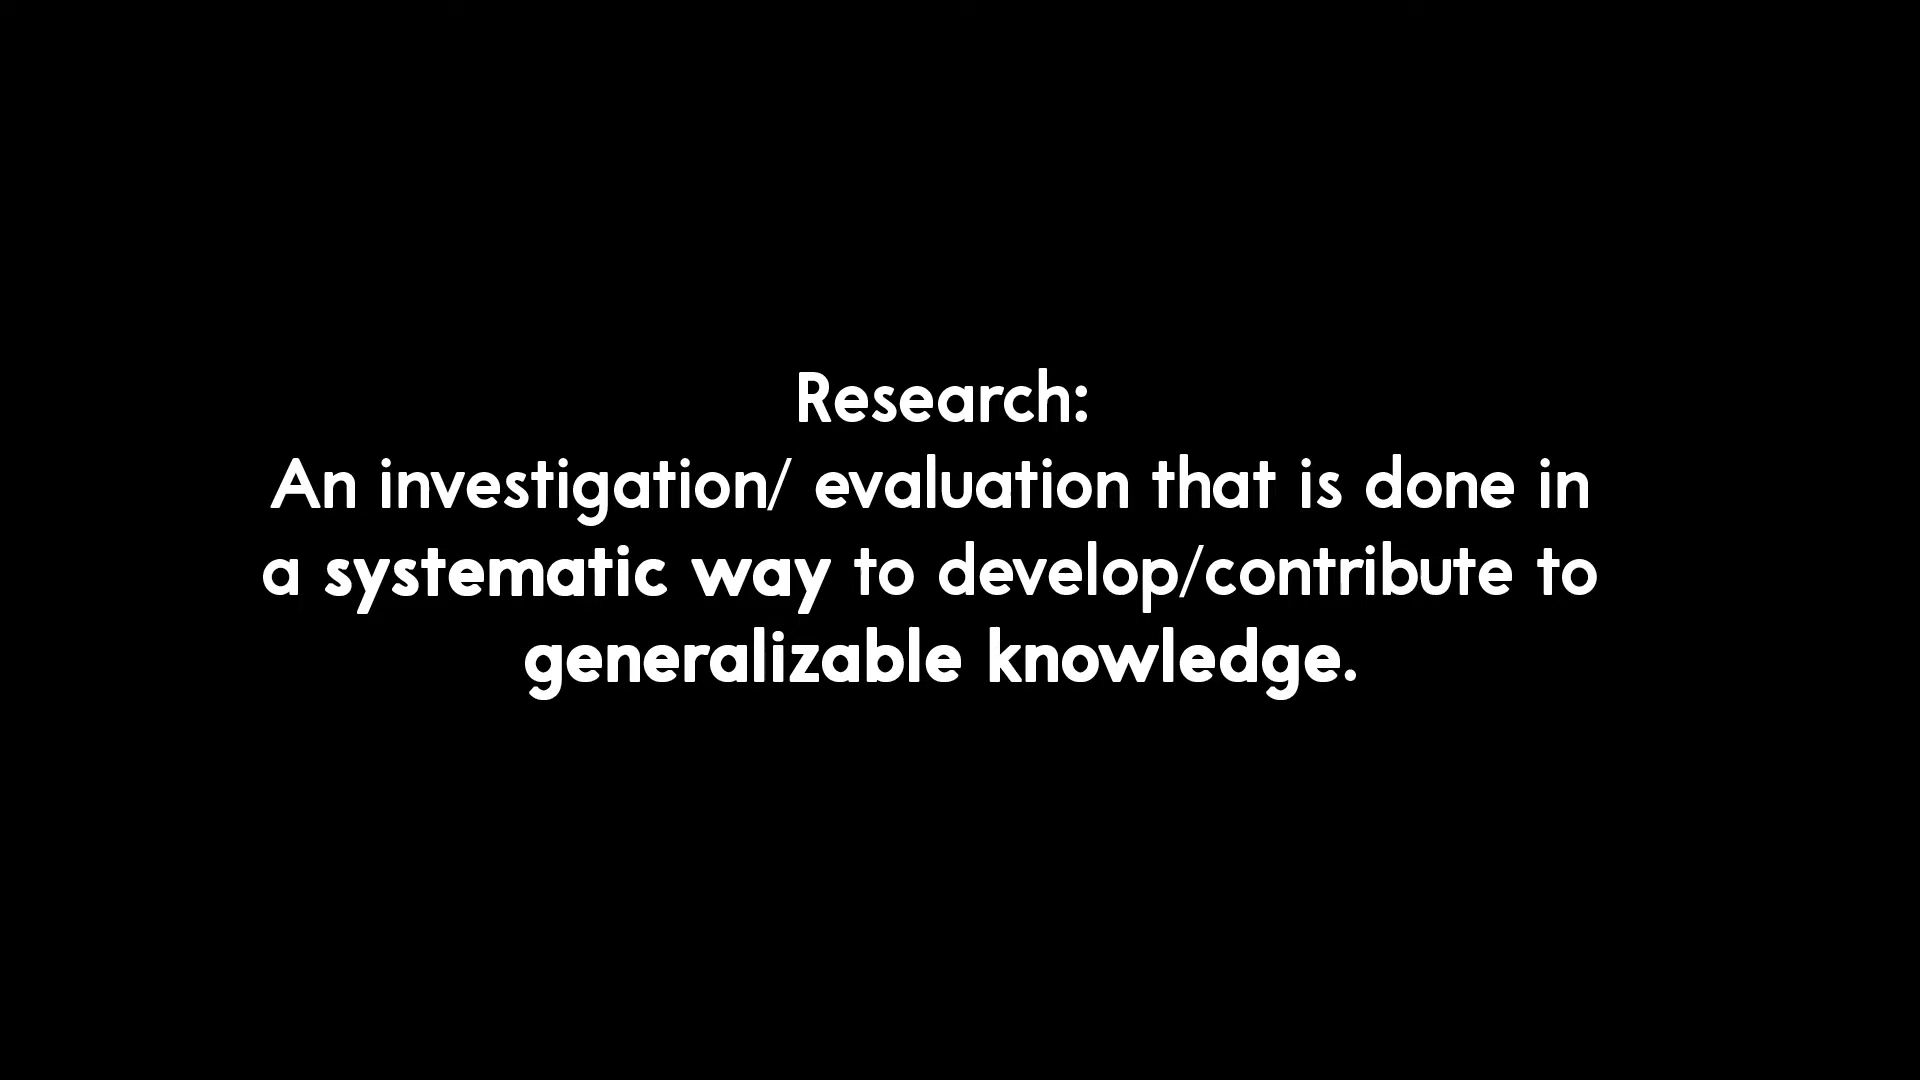 Research:
An investigation/ evaluation that is done in
a systematic way to develop/contribute to
generalizable knowledge.